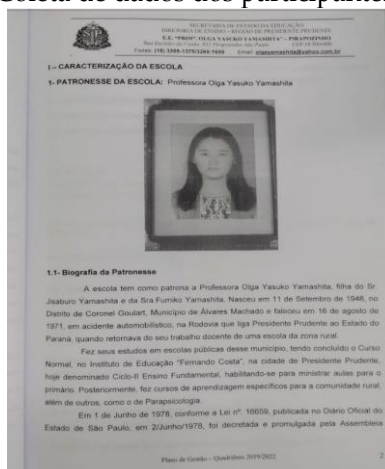 Coleta de dados dos participantes
SECRETARIA DE ESTADO DA EDUCAÇÃO
DIRETORIA DE ENSINO – REGIÃO DE PRESIDENTE PRUDENTE
E.E. "PROFª OLGA YASUKO YAMASHITA" – PIRAPOZINHO
I – CARACTERIZAÇÃO DA ESCOLA
1- PATRONESSE DA ESCOLA: Professora Olga Yasuko Yamashita
1.1- Biografia da Patronesse
A escola tem como patrona a Professora Olga Yasuko Yamashita, filha do Sr.
Jisaburo Yamashita e da Sra.Fumiko Yamashita. Nasceu em 11 de Setembro de 1948, no
Distrito de Coronel Goulart, Município de Álvares Machado e faleceu em 16 de agosto de
1971, em acidente automobilístico, na Rodovia que liga Presidente Prudente ao Estado do
Paraná, quando retornava do seu trabalho docente de uma escola da zona rural.
Fez seus estudos em escolas públicas desse município, tendo concluído o Curso
Normal, no Instituto de Educação "Fernando Costa", na cidade de Presidente Prudente,
hoje denominado Ciclo-II Ensino Fundamental, habilitando-se para ministrar aulas para o
primário. Posteriormente, fez cursos de aprendizagem específicos para a comunidade rural,
além de outros, como o de Parapsicologia.
Em 1 de Junho de 1978, conforme a Lei nº. 16659, publicada no Diário Oficial do
Estado de São Paulo, em 2/Junho/1978, foi decretada e promulgada pela Assembleia
Plano de Gestão – Quadriênio 2019/2022
2